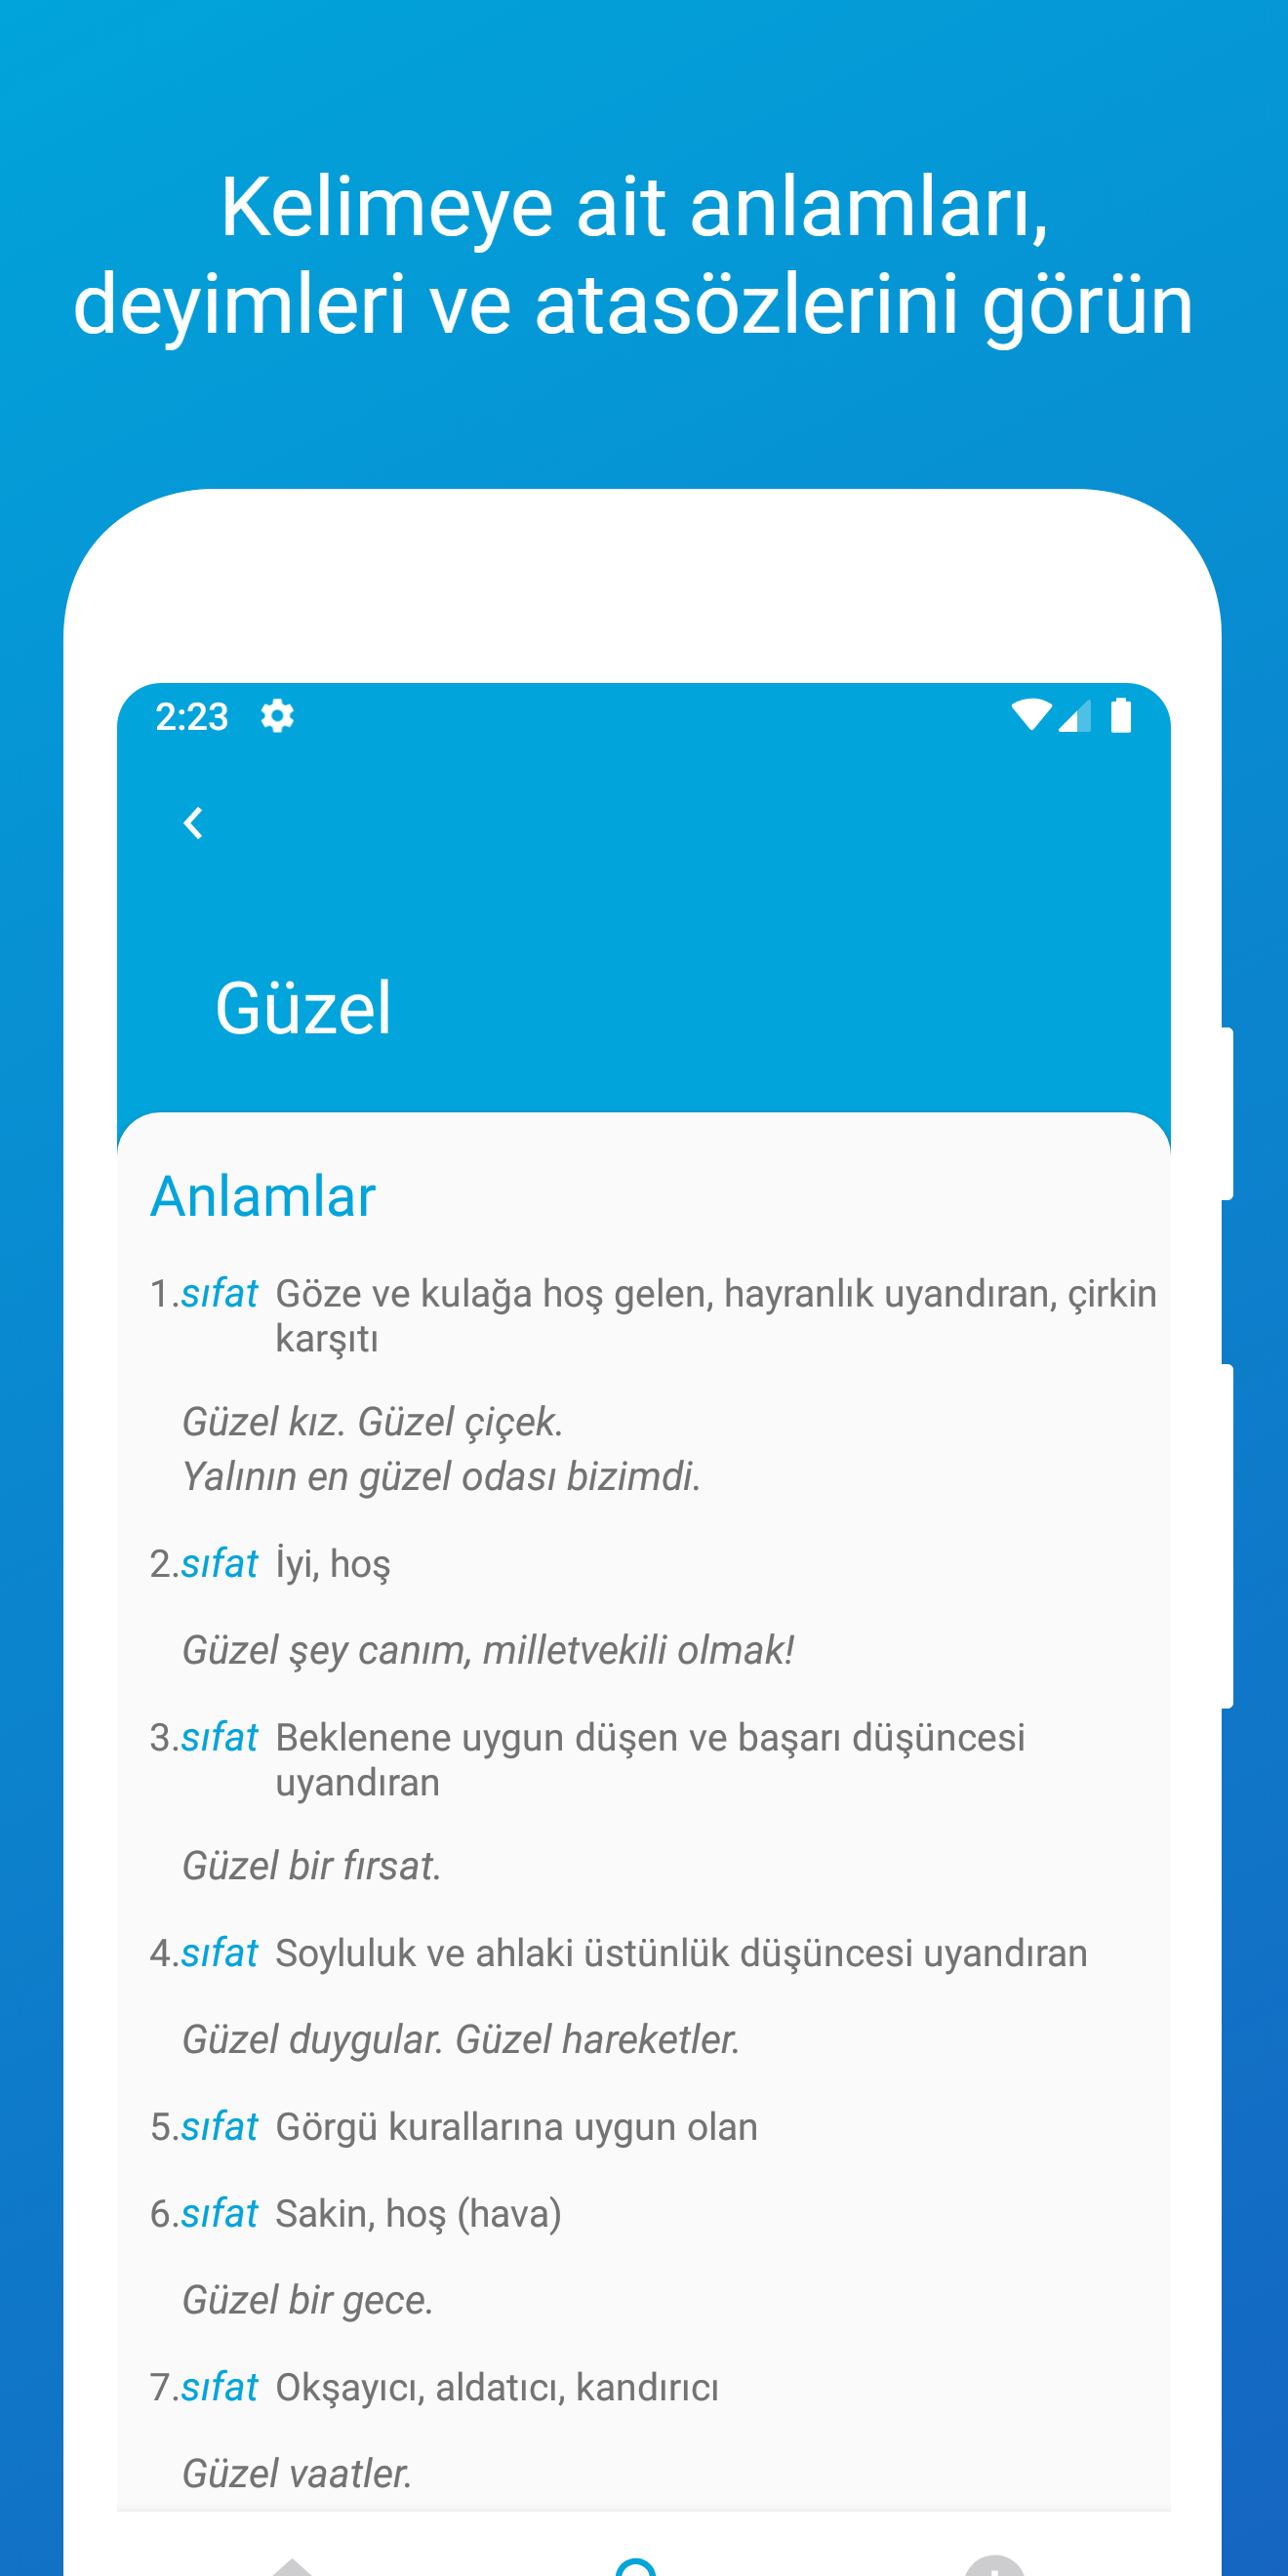 Kelimeye ait anlamları,
deyimleri ve atasözlerini görün
2:23
Güzel
Anlamlar
1.sıfat Göze ve kulağa hoş gelen, hayranlık uyandıran, çirkin
karşıtı
Güzel kız. Güzel çiçek.
Yalının en güzel odası bizimdi.
2.sıfat İyi, hoş
Güzel şey canım, milletvekili olmak!
3.sıfat Beklenene uygun düşen ve başarı düşüncesi
uyandıran
Güzel bir fırsat.
4.sıfat Soyluluk ve ahlaki üstünlük düşüncesi uyandıran
Güzel duygular. Güzel hareketler.
5.sıfat Görgü kurallarına uygun olan
6.sıfat Sakin, hoş (hava)
Güzel bir gece.
7.sıfat Okşayıcı, aldatıcı, kandırıcı
Güzel vaatler.